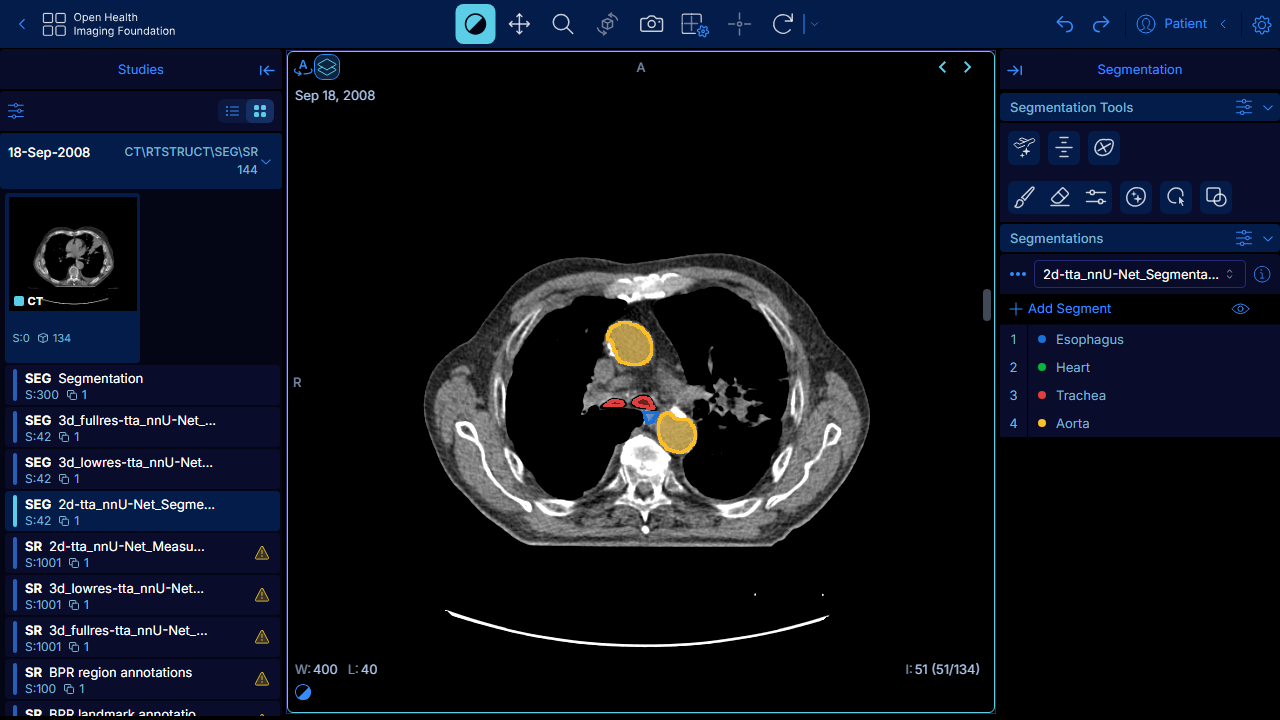 Open Health
Imaging Foundation
Patient
Studies
18-Sep-2008
CT\RTSTRUCT\SEG\SR
144
CT
S:0 134
SEG Segmentation
S:300 1
SEG 3d_fullres-tta_nnU-Net_...
S:42 1
SEG 3d_lowres-tta_nnU-Net...
S:42 1
SEG 2d-tta_nnU-Net_Segme...
S:42 1
SR 2d-tta_nnU-Net_Measu...
S:1001 1
SR 3d_lowres-tta_nnU-Net...
S:1001 1
SR 3d_fullres-tta_nnU-Net_...
S:1001 1
SR BPR region annotations
S:100 1
SR BPR landmark annotatio
A
A
Sep 18, 2008
R
W:400 L:40
I:51 (51/134)
Segmentation
Segmentation Tools
Segmentations
2d-tta_nnU-Net_Segmenta...
Add Segment
1 Esophagus
2 Heart
3 Trachea
4 Aorta